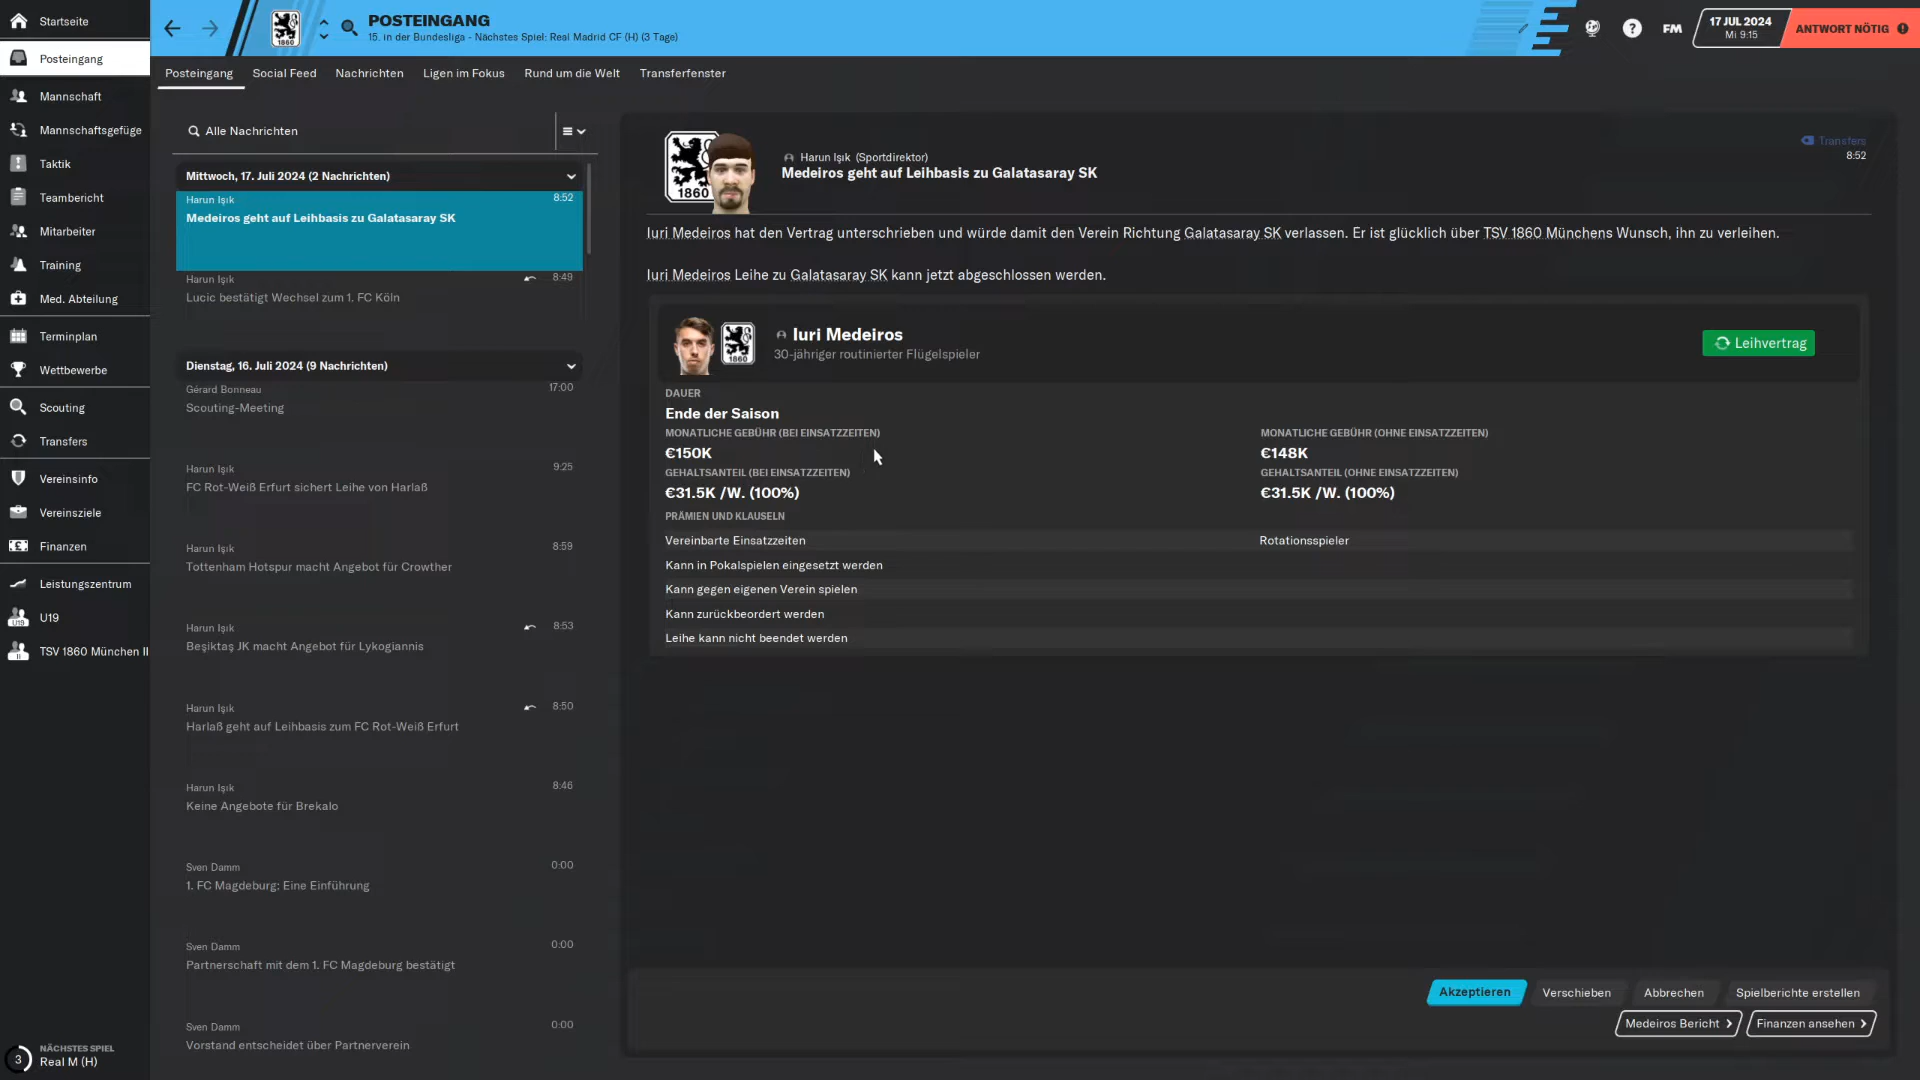 Startseite
Posteingang
Mannschaft
Mannschaftsgefüge
Taktik
Teambericht
Mitarbeiter
Training
Med. Abteilung
Terminplan
Wettbewerbe
Scouting
Transfers
Vereinsinfo
Vereinsziele
Finanzen
Leistungszentrum
U19
TSV 1860 München II
3
NÄCHSTES SPIEL
Real M (H)
1860
POSTEINGANG
15. in der Bundesliga - Nächstes Spiel: Real Madrid CF (H) (3 Tage)
?
FM
17 JUL 2024
Mi 9:15
ANTWORT NÖTIG
Posteingang
Social Feed
Nachrichten
Ligen im Fokus
Rund um die Welt
Transferfenster
Alle Nachrichten
Mittwoch, 17. Juli 2024 (2 Nachrichten)
Harun Işık 8:52
Medeiros geht auf Leihbasis zu Galatasaray SK
Harun Işık 8:49
Lucic bestätigt Wechsel zum 1. FC Köln
Dienstag, 16. Juli 2024 (9 Nachrichten)
Gérard Bonneau 17:00
Scouting-Meeting
Harun Işık 9:25
FC Rot-Weiß Erfurt sichert Leihe von Harlaß
Harun Işık 8:59
Tottenham Hotspur macht Angebot für Crowther
Harun Işık 8:53
Beşiktaş JK macht Angebot für Lykogiannis
Harun Işık 8:50
Harlaß geht auf Leihbasis zum FC Rot-Weiß Erfurt
Harun Işık 8:46
Keine Angebote für Brekalo
Sven Damm 0:00
1. FC Magdeburg: Eine Einführung
Sven Damm 0:00
Partnerschaft mit dem 1. FC Magdeburg bestätigt
Sven Damm 0:00
Vorstand entscheidet über Partnerverein
1860
Harun Işık (Sportdirektor)
Medeiros geht auf Leihbasis zu Galatasaray SK
Transfers
8:52
Iuri Medeiros hat den Vertrag unterschrieben und würde damit den Verein Richtung Galatasaray SK verlassen. Er ist glücklich über TSV 1860 Münchens Wunsch, ihn zu verleihen.
Iuri Medeiros Leihe zu Galatasaray SK kann jetzt abgeschlossen werden.
1860
Iuri Medeiros
30-jähriger routinierter Flügelspieler
Leihvertrag
DAUER
Ende der Saison
MONATLICHE GEBÜHR (BEI EINSATZZEITEN) MONATLICHE GEBÜHR (OHNE EINSATZZEITEN)
€150K €148K
GEHALTSANTEIL (BEI EINSATZZEITEN) GEHALTSANTEIL (OHNE EINSATZZEITEN)
€31.5K /W. (100%) €31.5K /W. (100%)
PRÄMIEN UND KLAUSELN
Vereinbarte Einsatzzeiten Rotationsspieler
Kann in Pokalspielen eingesetzt werden
Kann gegen eigenen Verein spielen
Kann zurückbeordert werden
Leihe kann nicht beendet werden
Akzeptieren
Verschieben
Abbrechen
Spielberichte erstellen
Medeiros Bericht
Finanzen ansehen